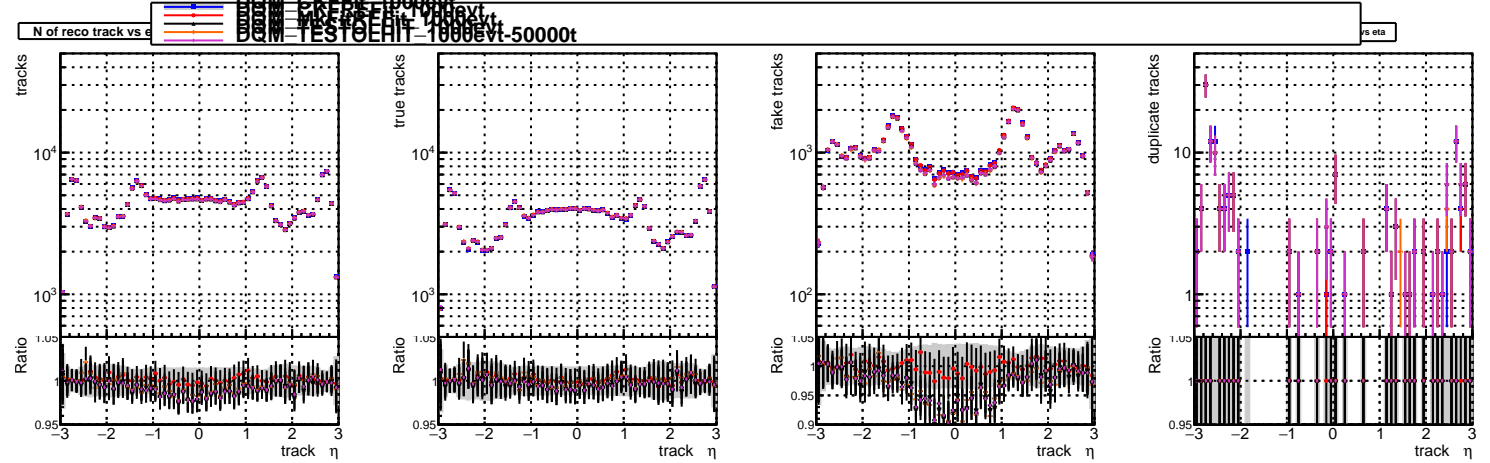 DQM_TESTOLHIT_1000evt-50000t
N of reco track vs e
vs eta
tracks
10⁴
10³
1.05
Ratio
1
0.95
−3 −2 −1 0 1 2 3
track η
true tracks
10⁴
10³
1.05
Ratio
1
0.95
−3 −2 −1 0 1 2 3
track η
fake tracks
10³
10²
1.05
Ratio
1
0.95
0.9
−3 −2 −1 0 1 2 3
track η
duplicate tracks
10
1
1.05
Ratio
1
0.95
−3 −2 −1 0 1 2 3
track η